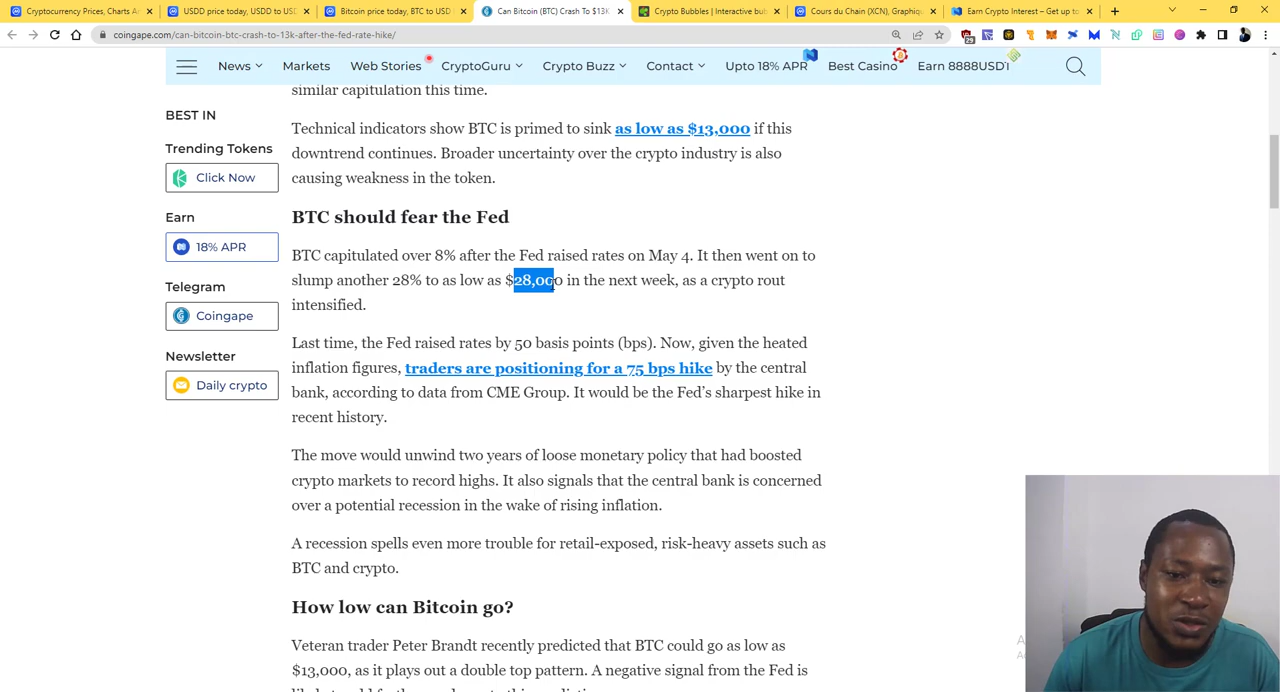 Cryptocurrency Prices, Charts A
USDD price today, USDD to USD
Bitcoin price today, BTC to USD
Can Bitcoin (BTC) Crash To $13K
Crypto Bubbles | Interactive bub
Cours du Chain (XCN), Graphiq
Earn Crypto Interest – Get up to
coingape.com/can-bitcoin-btc-crash-to-13k-after-the-fed-rate-hike/
29
News
Markets
Web Stories
CryptoGuru
Crypto Buzz
Contact
Upto 18% APR
Best Casino
Earn 8888USDT
similar capitulation this time.
BEST IN
Trending Tokens
Click Now
Earn
18% APR
Telegram
Coingape
Newsletter
Daily crypto
Technical indicators show BTC is primed to sink as low as $13,000 if this
downtrend continues. Broader uncertainty over the crypto industry is also
causing weakness in the token.
BTC should fear the Fed
BTC capitulated over 8% after the Fed raised rates on May 4. It then went on to
slump another 28% to as low as $28,000 in the next week, as a crypto rout
intensified.
Last time, the Fed raised rates by 50 basis points (bps). Now, given the heated
inflation figures, traders are positioning for a 75 bps hike by the central
bank, according to data from CME Group. It would be the Fed's sharpest hike in
recent history.
The move would unwind two years of loose monetary policy that had boosted
crypto markets to record highs. It also signals that the central bank is concerned
over a potential recession in the wake of rising inflation.
A recession spells even more trouble for retail-exposed, risk-heavy assets such as
BTC and crypto.
How low can Bitcoin go?
Veteran trader Peter Brandt recently predicted that BTC could go as low as
$13,000, as it plays out a double top pattern. A negative signal from the Fed is